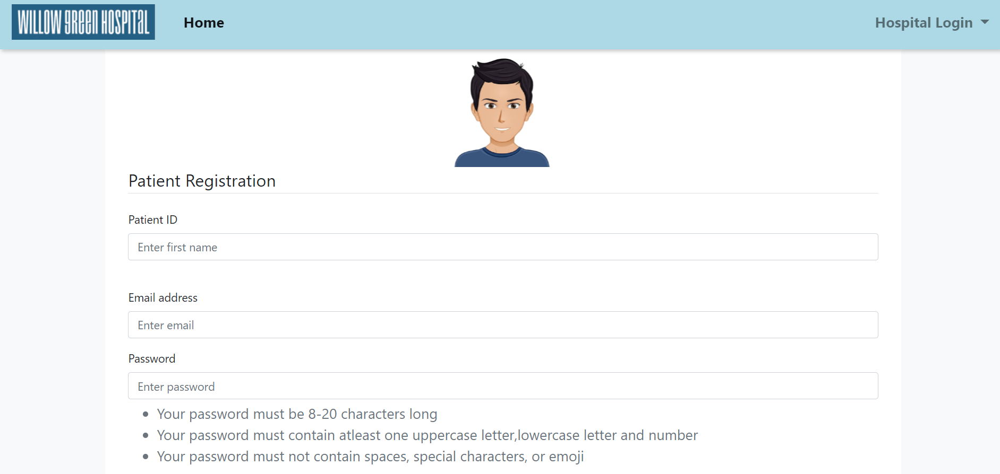 WILLOW GREEN HOSPITAL
Home
Hospital Login
Patient Registration
Patient ID
Enter first name
Email address
Enter email
Password
Enter password
Your password must be 8-20 characters long
Your password must contain atleast one uppercase letter,lowercase letter and number
Your password must not contain spaces, special characters, or emoji